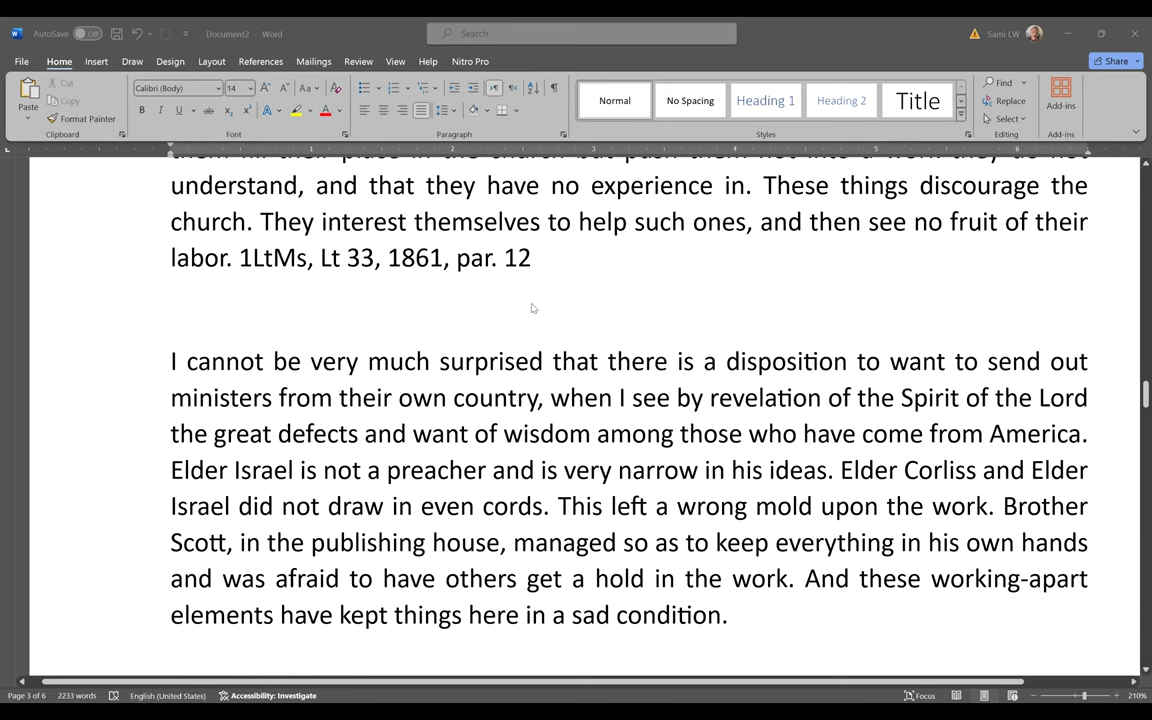 AutoSave Off Document2 - Word Search Sami LW
File Home Insert Draw Design Layout References Mailings Review View Help Nitro Pro Share
Paste Cut Copy Format Painter Clipboard
Calibri (Body) 14 Font
Paragraph
Normal No Spacing Heading 1 Heading 2 Title Styles
Find Replace Select Editing
Add-ins Add-ins
1 2 3 4 5 6
understand, and that they have no experience in. These things discourage the
church. They interest themselves to help such ones, and then see no fruit of their
labor. 1LtMs, Lt 33, 1861, par. 12
I cannot be very much surprised that there is a disposition to want to send out
ministers from their own country, when I see by revelation of the Spirit of the Lord
the great defects and want of wisdom among those who have come from America.
Elder Israel is not a preacher and is very narrow in his ideas. Elder Corliss and Elder
Israel did not draw in even cords. This left a wrong mold upon the work. Brother
Scott, in the publishing house, managed so as to keep everything in his own hands
and was afraid to have others get a hold in the work. And these working-apart
elements have kept things here in a sad condition.
Page 3 of 6 2233 words English (United States) Accessibility: Investigate Focus 210%